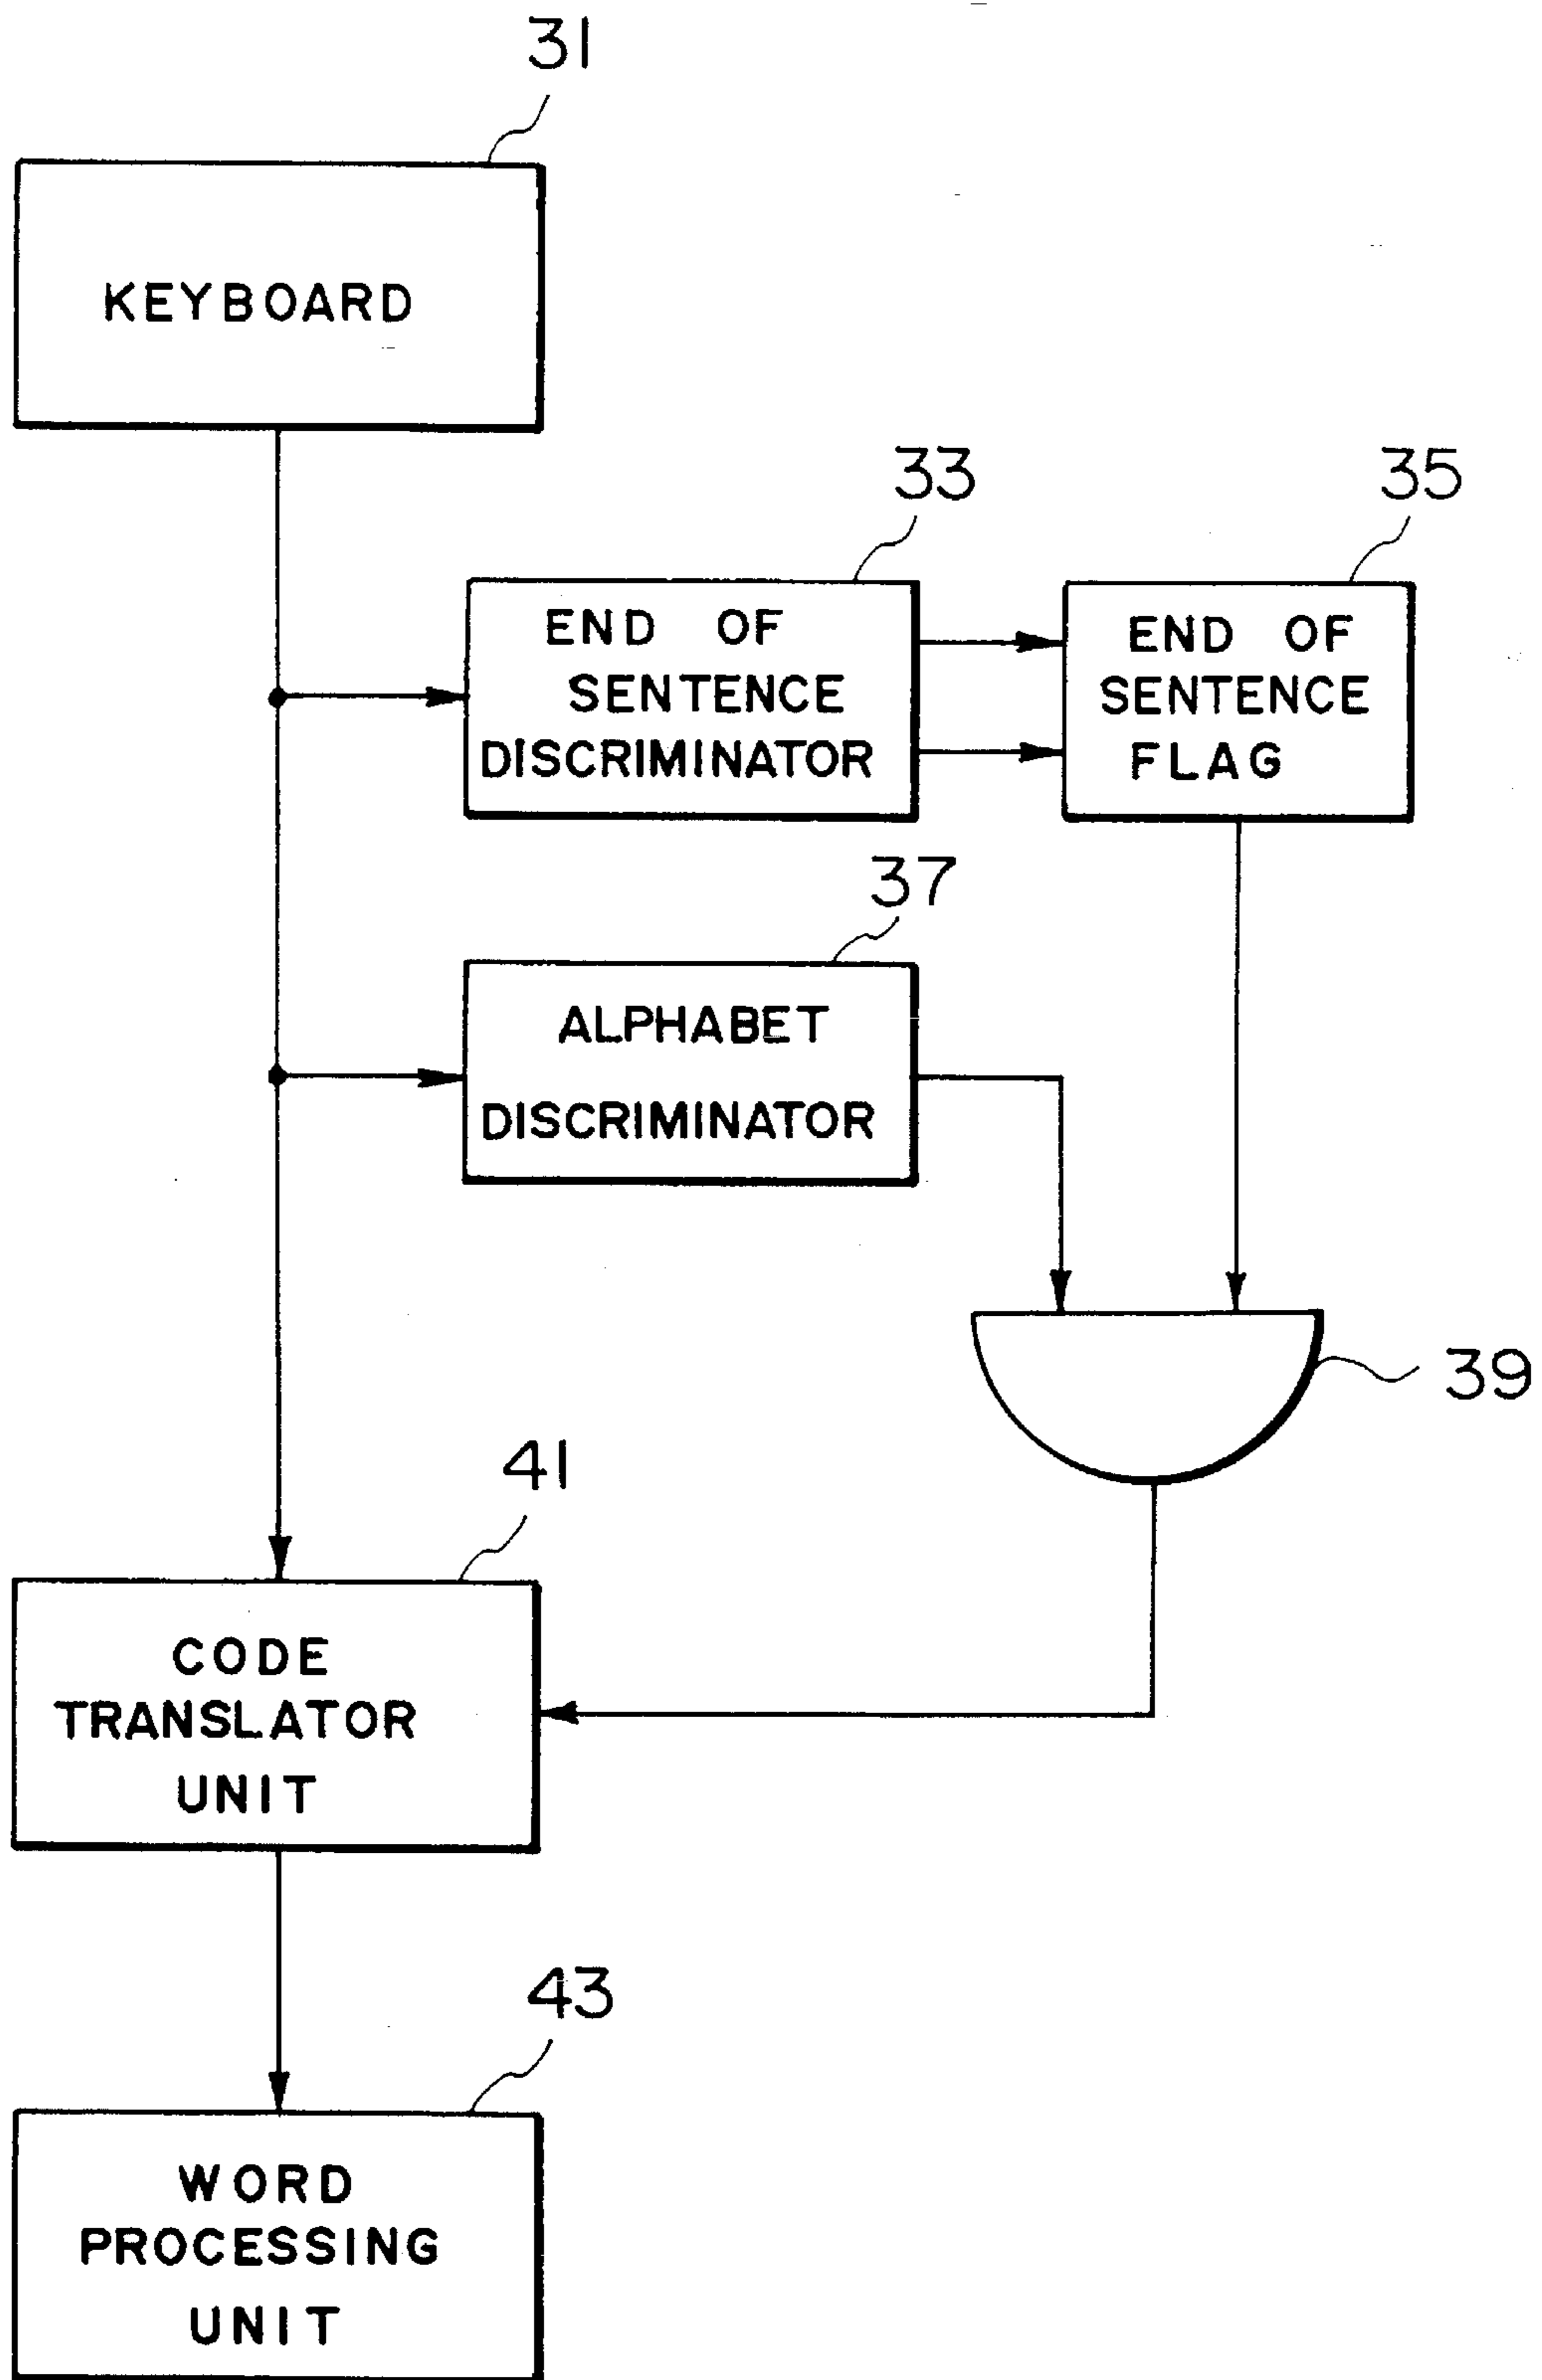 31
KEYBOARD
33
35
END OF
SENTENCE
DISCRIMINATOR
END OF
SENTENCE
FLAG
37
ALPHABET
DISCRIMINATOR
39
41
CODE
TRANSLATOR
UNIT
43
WORD
PROCESSING
UNIT